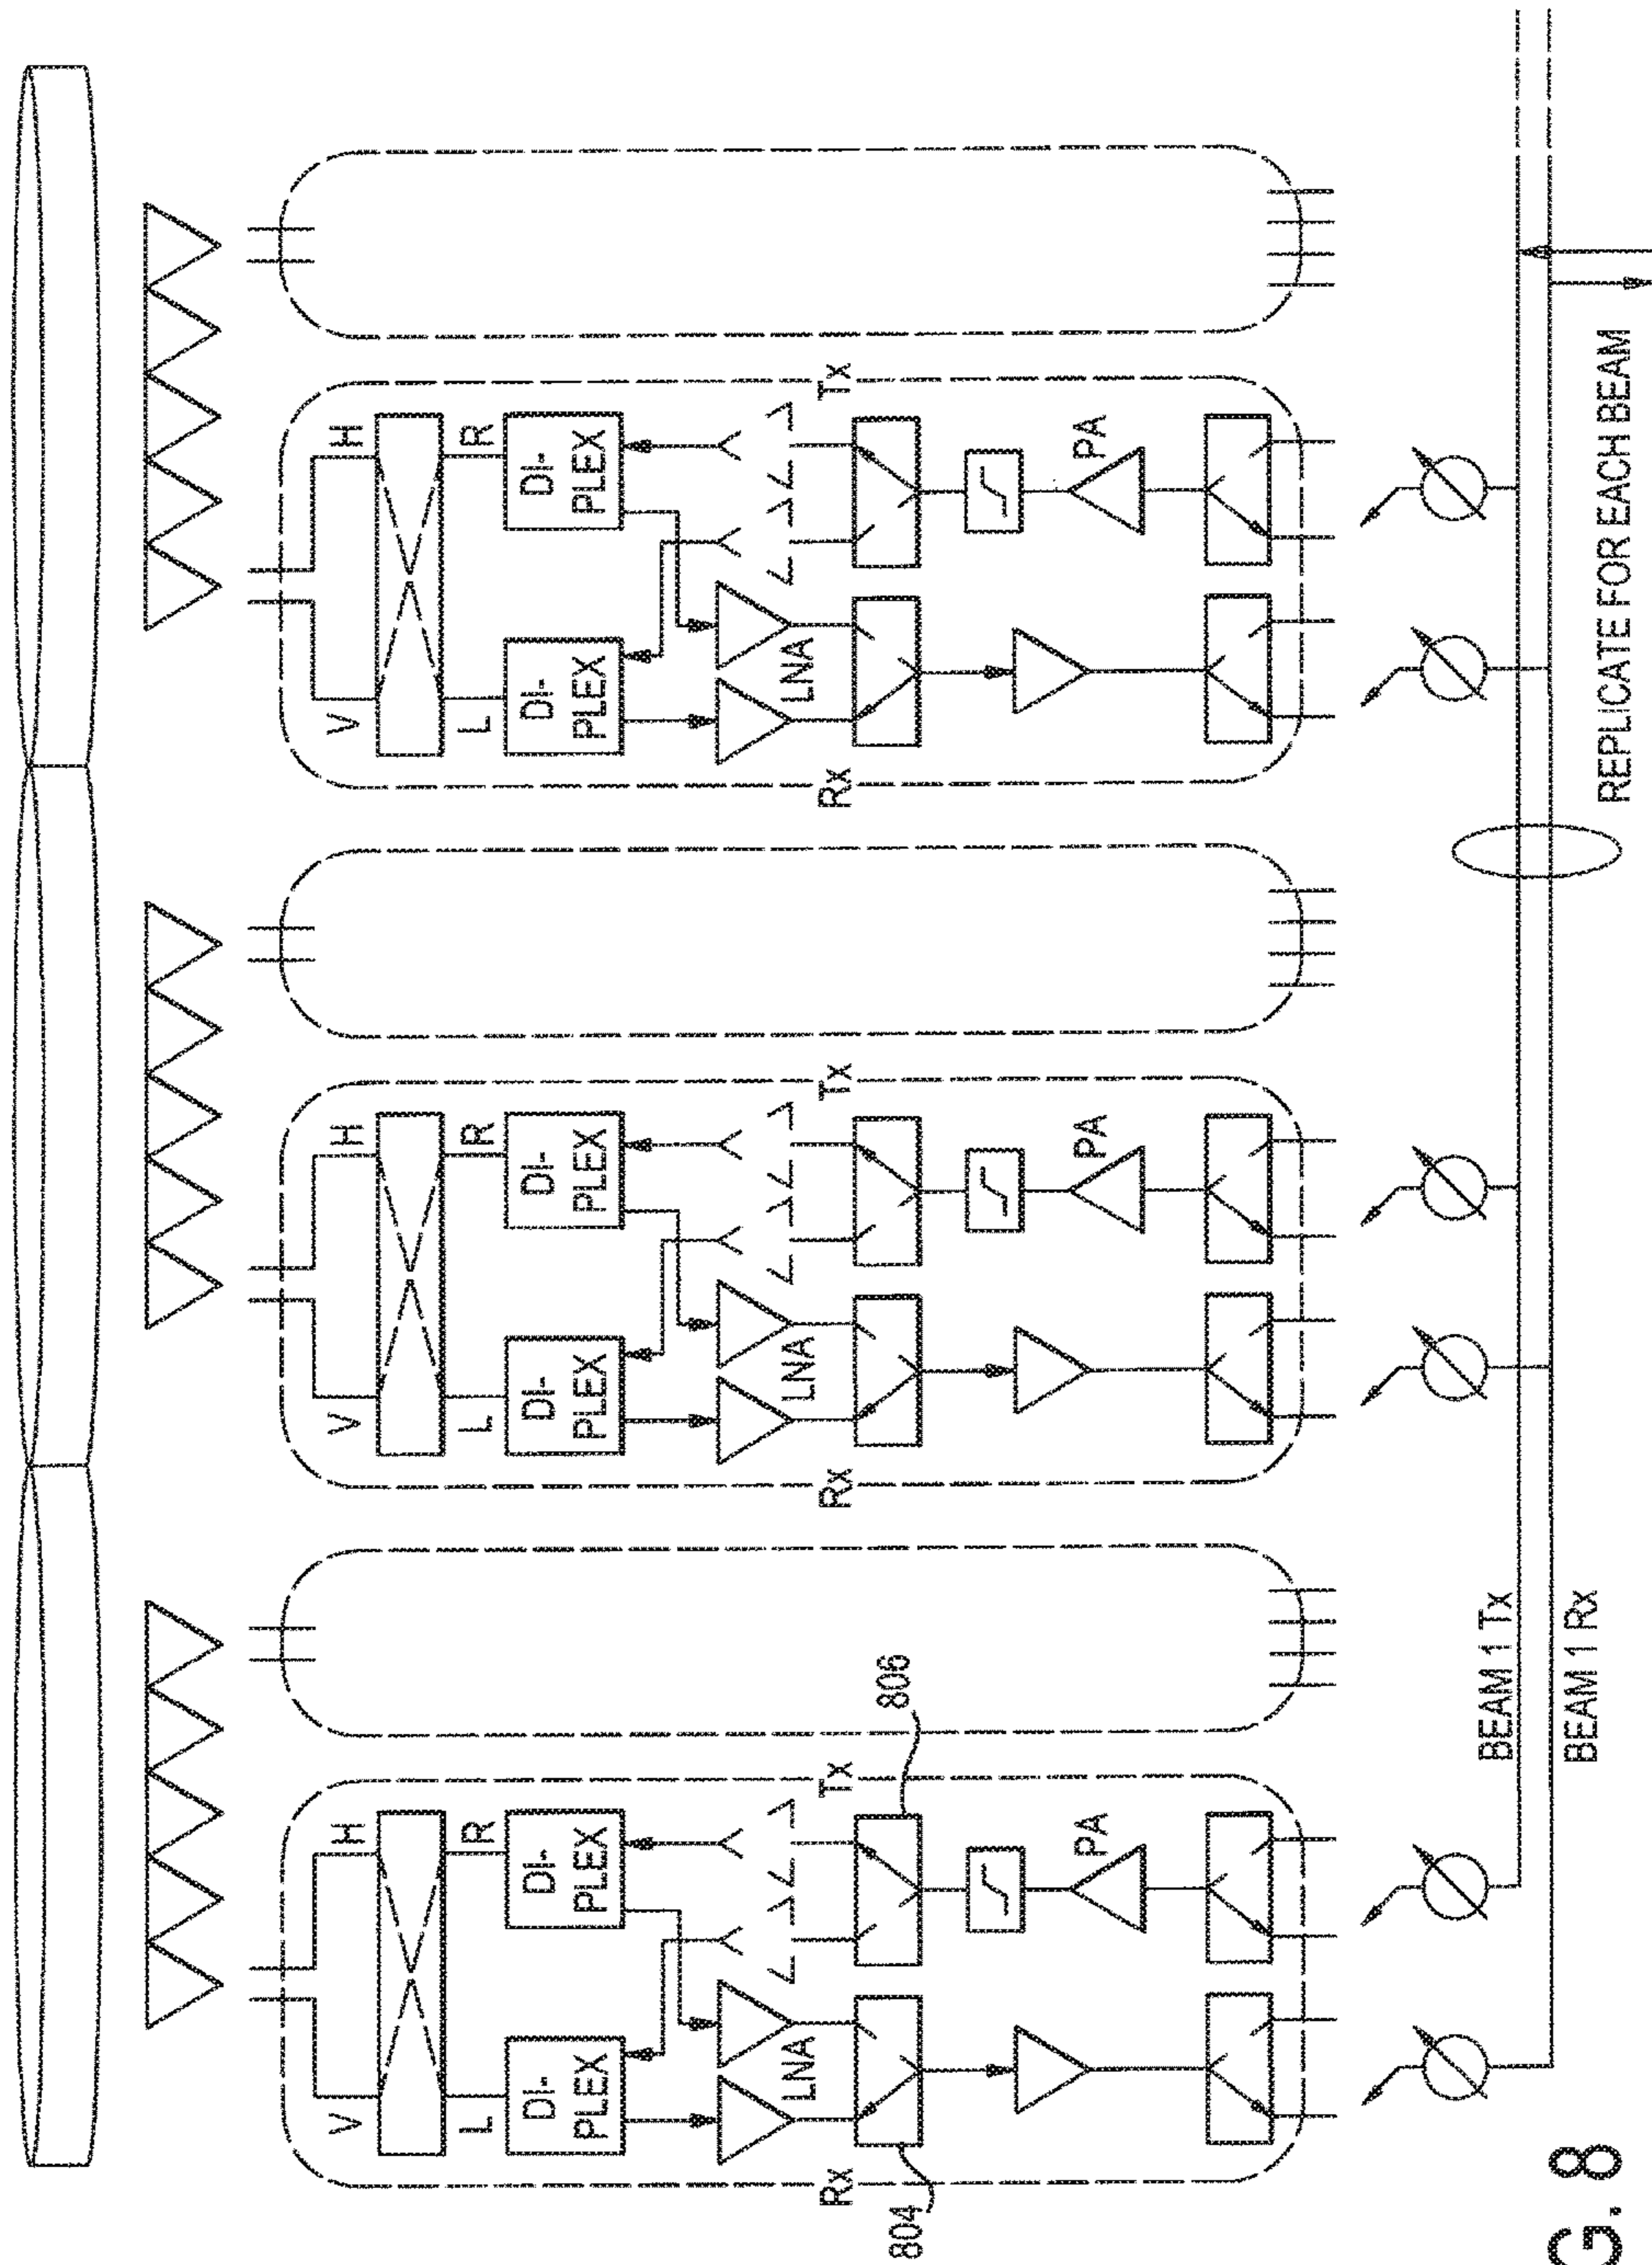 V H V H V H
L R L R L R
DI- DI- DI- DI- DI- DI-
PLEX PLEX PLEX PLEX PLEX PLEX
LNA LNA LNA
Rx Tx Rx Tx Rx Tx
804 806
PA PA PA
BEAM 1 Tx
BEAM 1 Rx
REPLICATE FOR EACH BEAM
G. 8